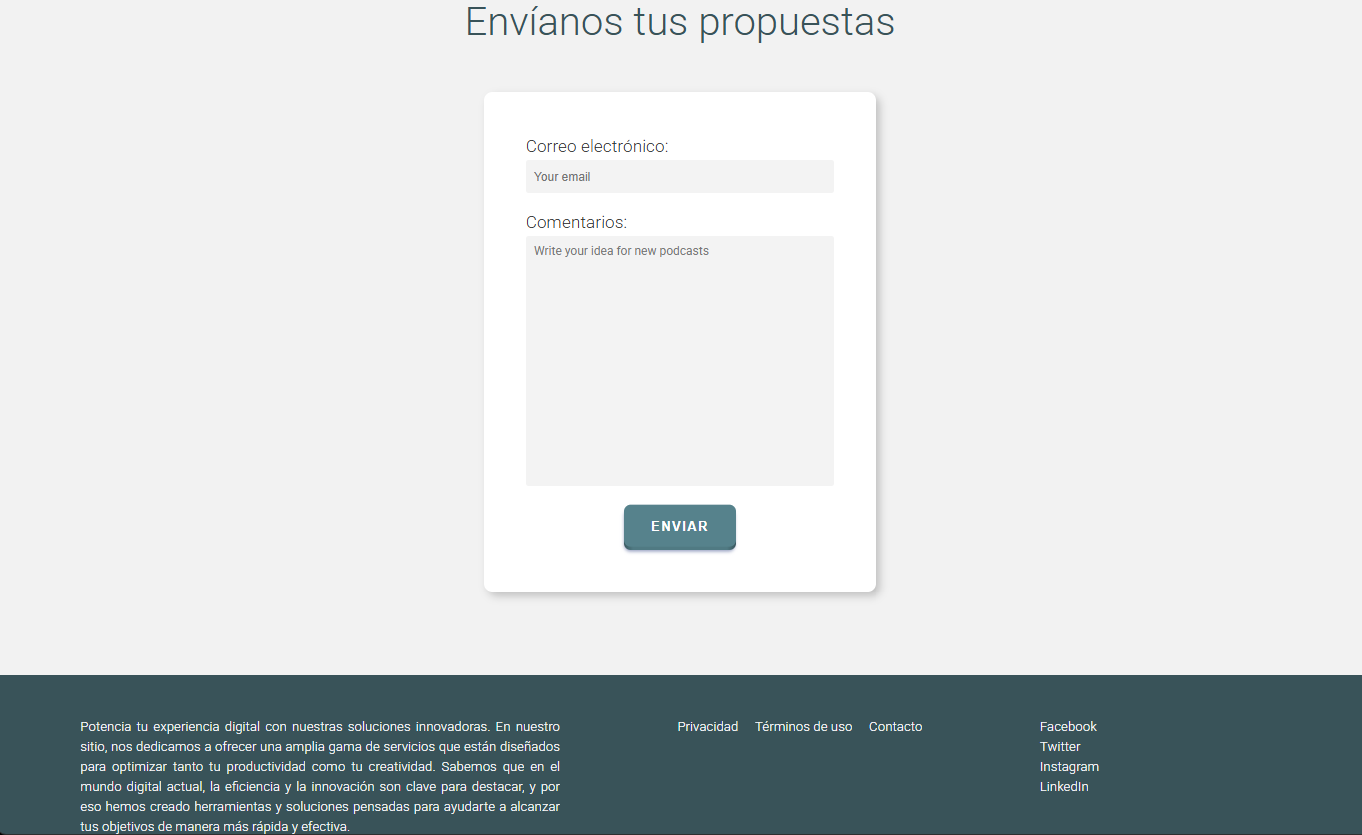 Envíanos tus propuestas
Correo electrónico:
Your email
Comentarios:
Write your idea for new podcasts
ENVIAR
Potencia tu experiencia digital con nuestras soluciones innovadoras. En nuestro
sitio, nos dedicamos a ofrecer una amplia gama de servicios que están diseñados
para optimizar tanto tu productividad como tu creatividad. Sabemos que en el
mundo digital actual, la eficiencia y la innovación son clave para destacar, y por
eso hemos creado herramientas y soluciones pensadas para ayudarte a alcanzar
tus objetivos de manera más rápida y efectiva.
Privacidad Términos de uso Contacto
Facebook
Twitter
Instagram
LinkedIn